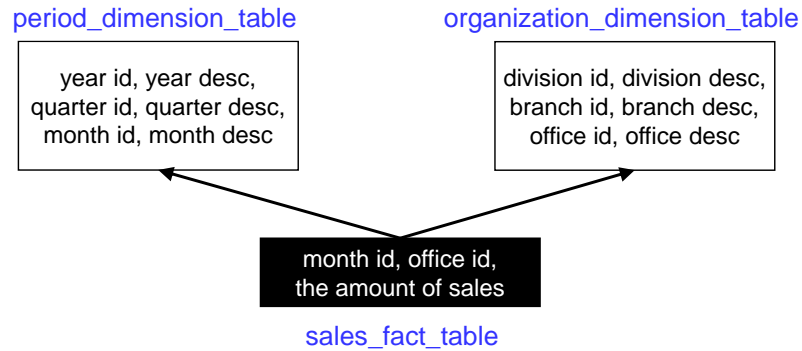 period_dimension_table
organization_dimension_table
year id, year desc,
quarter id, quarter desc,
month id, month desc
division id, division desc,
branch id, branch desc,
office id, office desc
month id, office id,
the amount of sales
sales_fact_table